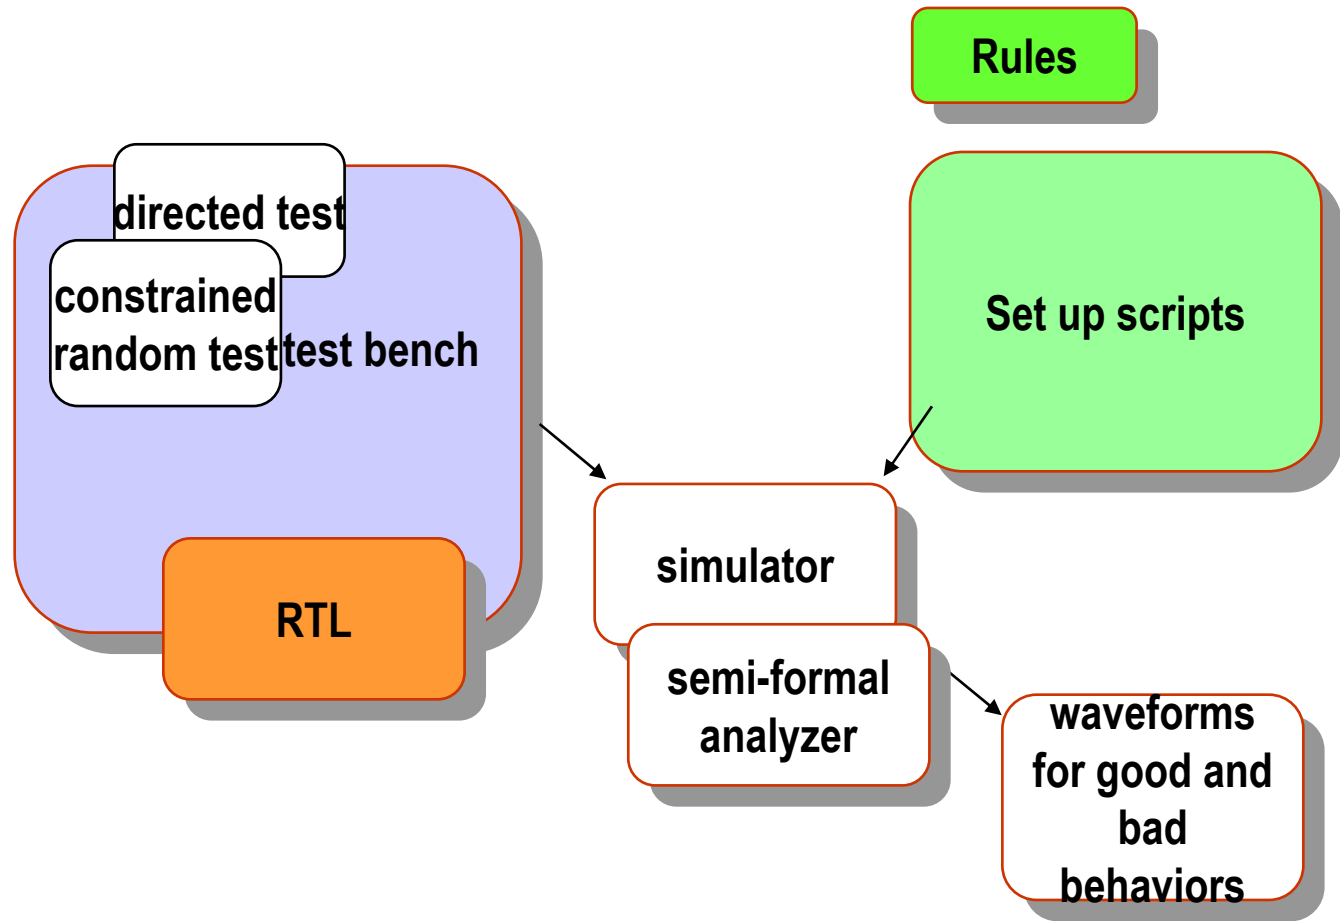 Rules
directed test
constrained
random test
test bench
Set up scripts
simulator
RTL
semi-formal
analyzer
waveforms
for good and
bad
behaviors